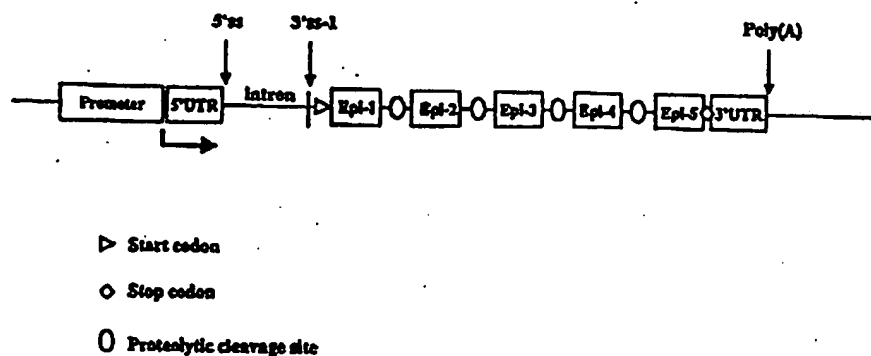 5'ss 3'ss-1 Poly(A)
Promoter 5'UTR intron Epi-1 Epi-2 Epi-3 Epi-4 Epi-5 3'UTR
Start codon
Stop codon
Proteolytic cleavage site